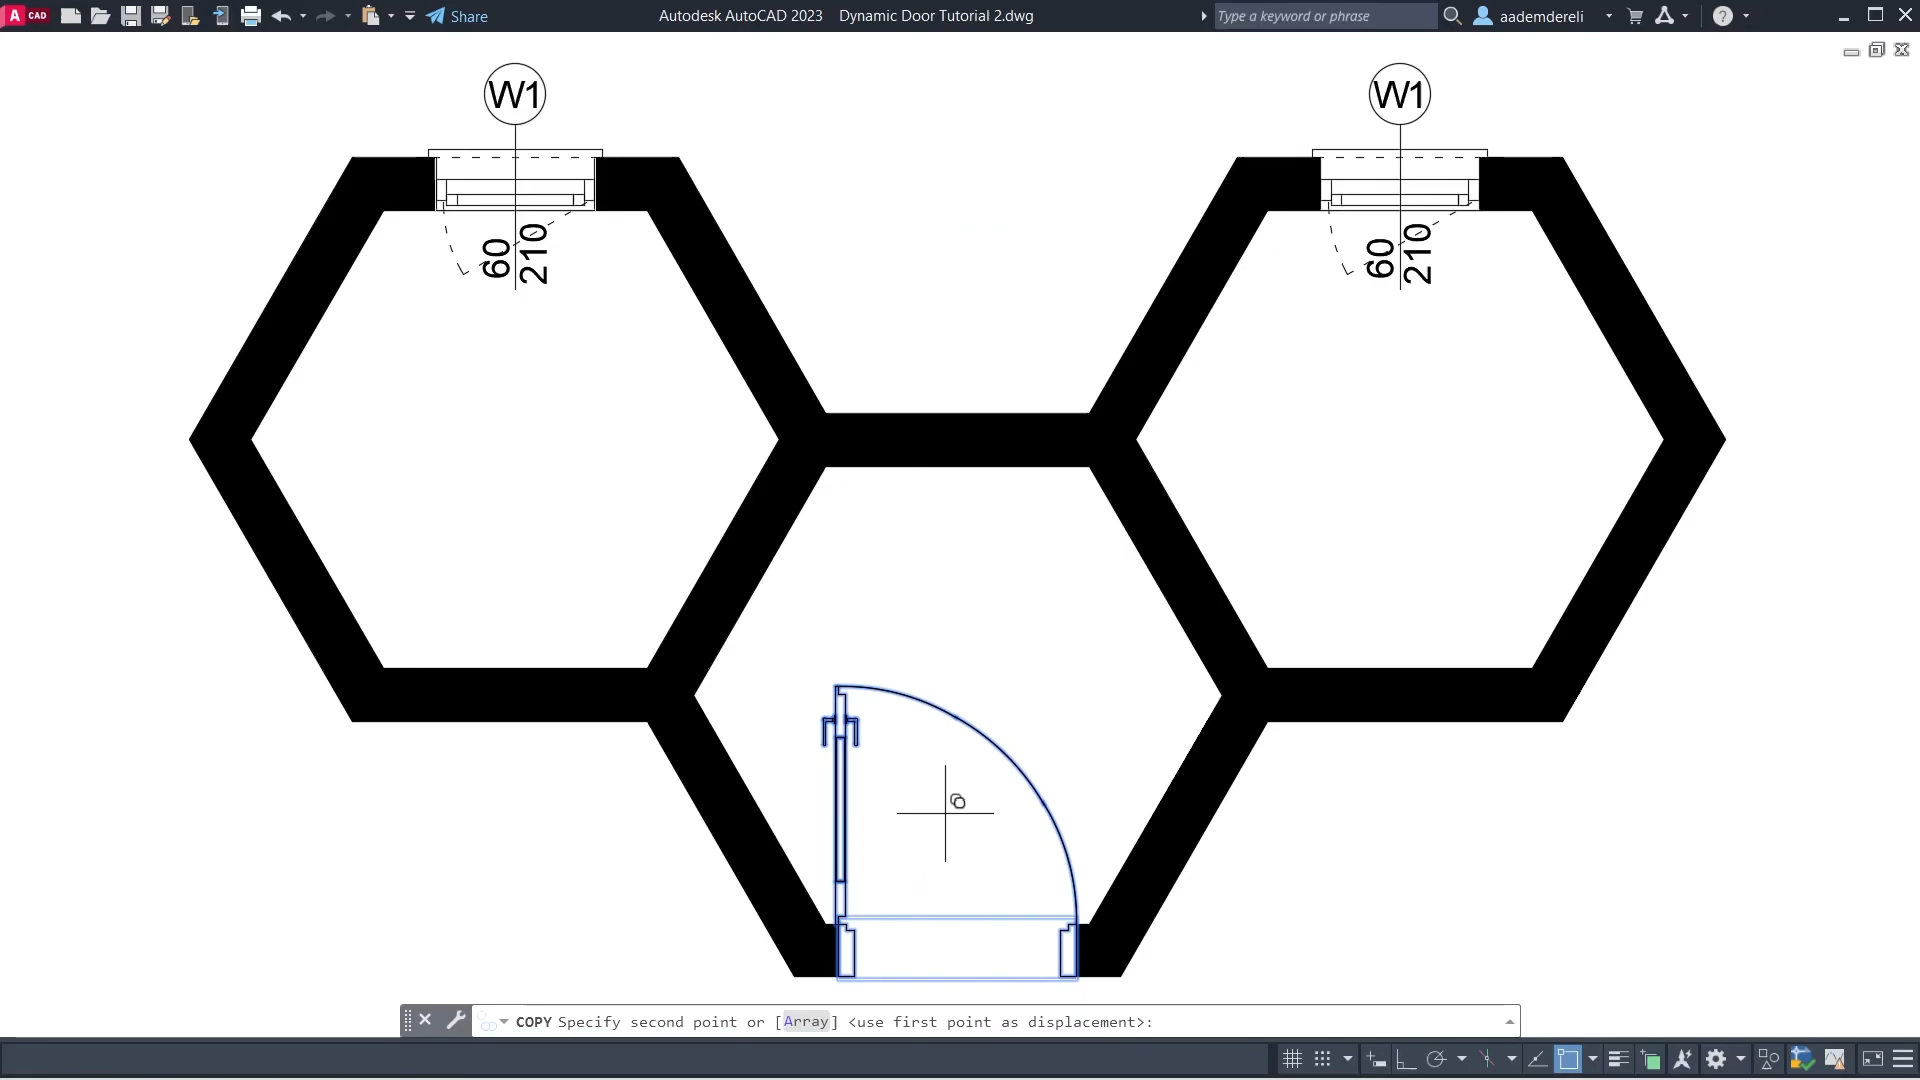 A CAD
Share
Autodesk AutoCAD 2023 Dynamic Door Tutorial 2.dwg
Type a keyword or phrase
aademdereli
?
W1
W1
60
210
60
210
COPY Specify second point or [Array] <use first point as displacement>: